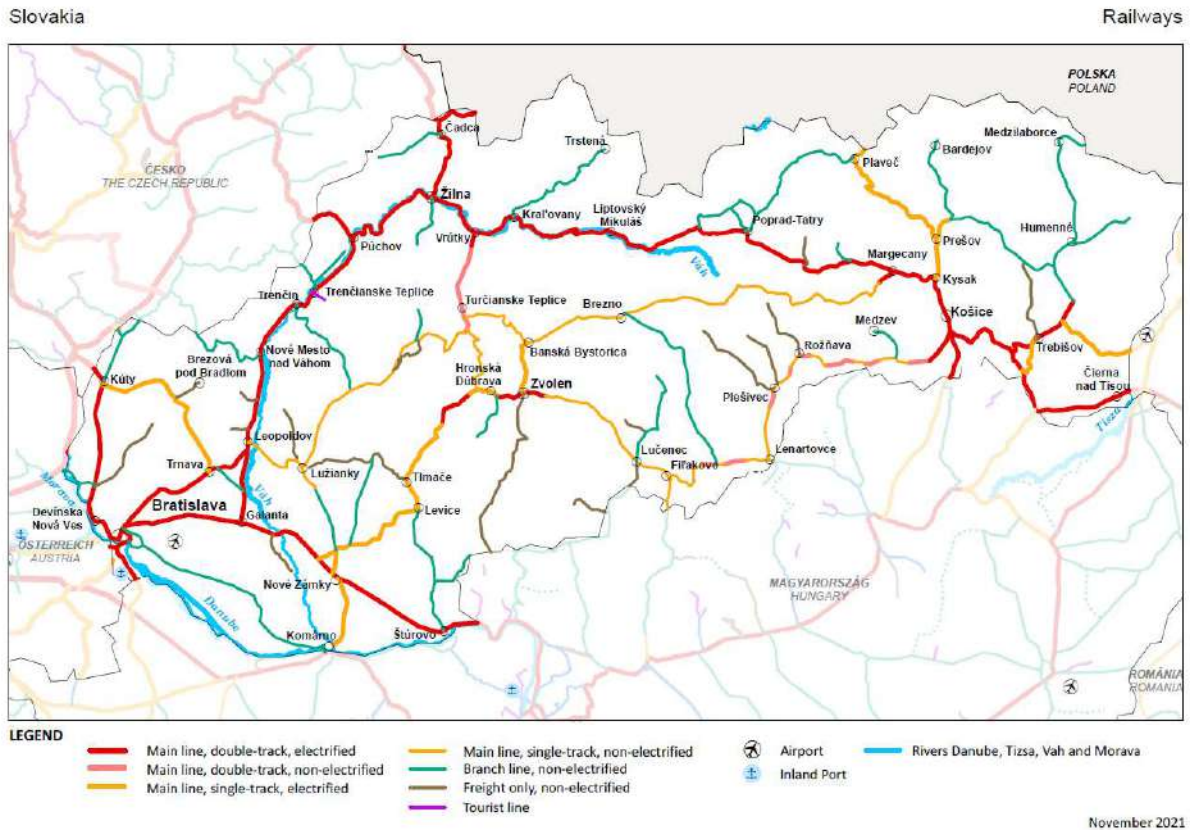 Slovakia
Railways
POLSKA
POLAND
Čadca
Trstená
Medzilaborce
Bardejov
Plaveč
ČESKO
THE CZECH REPUBLIC
Žilna
Kraľovany
Liptovský
Mikuláš
Poprad-Tatry
Vrútky
Púchov
Prešov
Humenné
Váh
Margecany
Kysak
Trenčianske Teplice
Trenčín
Turčianske Teplice
Brezno
Medzev
Košice
Nové Mesto
nad Váhom
Banská Bystorica
Rožňava
Trebišov
Brezová
pod Bradlom
Kúty
Hronská
Dúbrava
Zvolen
Plešivec
Čierna
nad Tisou
Tisza
Leopoldov
Lučenec
Lenartovce
Trnava
Lužianky
Fiľakovo
Tlmače
Morava
Váh
Levice
Bratislava
Devínska
Nová Ves
Galanta
ÖSTERREICH
AUSTRIA
Nové Zámky
MAGYARORSZÁG
HUNGARY
Danube
Komárno
Štúrovo
ROMÂNIA
ROMANIA
LEGEND
Main line, double-track, electrified
Main line, double-track, non-electrified
Main line, single-track, electrified
Main line, single-track, non-electrified
Branch line, non-electrified
Freight only, non-electrified
Tourist line
Airport
Inland Port
Rivers Danube, Tizsa, Vah and Morava
November 2021